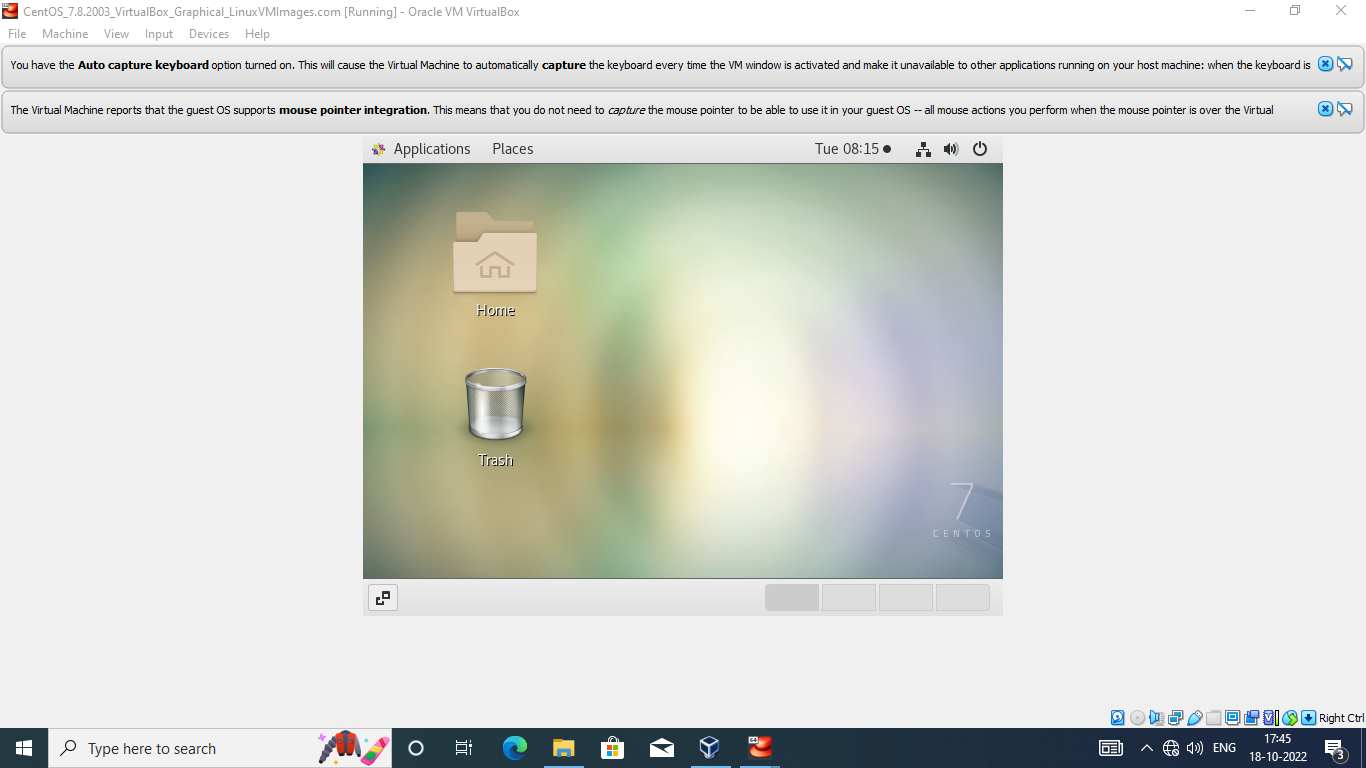 CentOS_7.8.2003_VirtualBox_Graphical_LinuxVMImages.com [Running] - Oracle VM VirtualBox
File Machine View Input Devices Help
You have the Auto capture keyboard option turned on. This will cause the Virtual Machine to automatically capture the keyboard every time the VM window is activated and make it unavailable to other applications running on your host machine: when the keyboard is
The Virtual Machine reports that the guest OS supports mouse pointer integration. This means that you do not need to capture the mouse pointer to be able to use it in your guest OS -- all mouse actions you perform when the mouse pointer is over the Virtual
Applications Places Tue 08:15
Home
Trash
7
CENTOS
Right Ctrl
Type here to search
ENG
17:45
18-10-2022
3